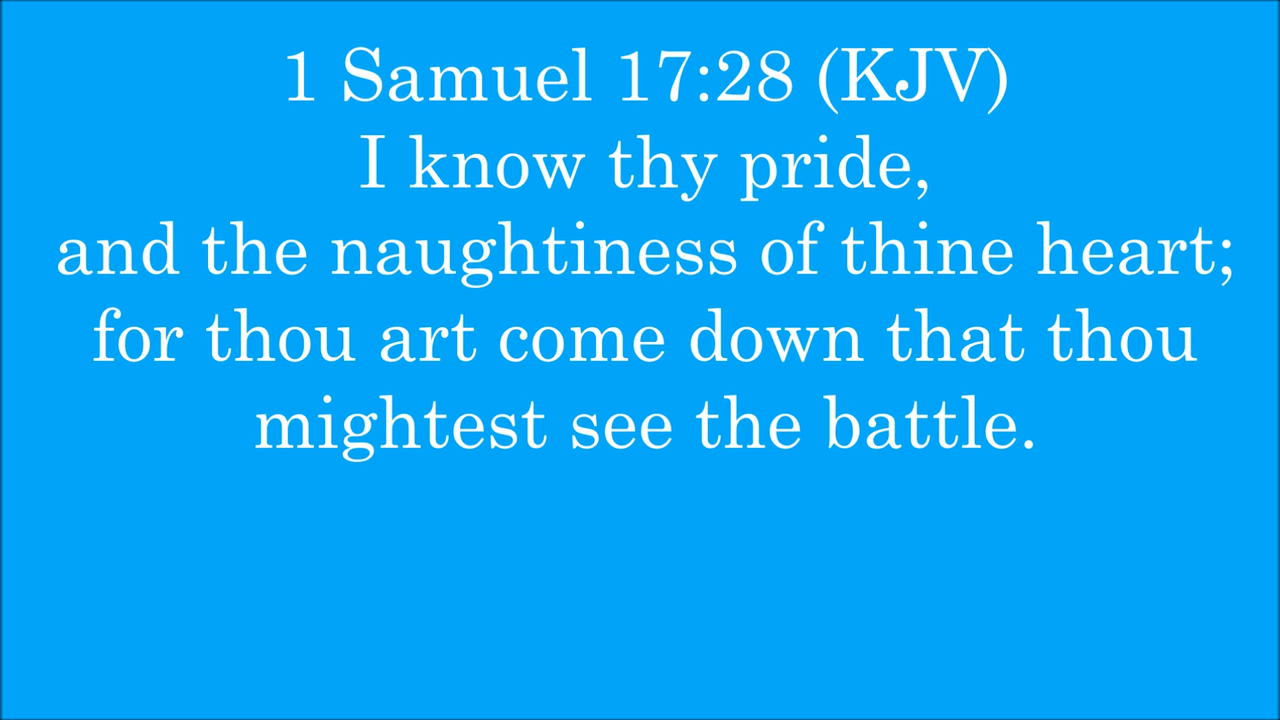 1 Samuel 17:28 (KJV)
I know thy pride,
and the naughtiness of thine heart;
for thou art come down that thou
mightest see the battle.